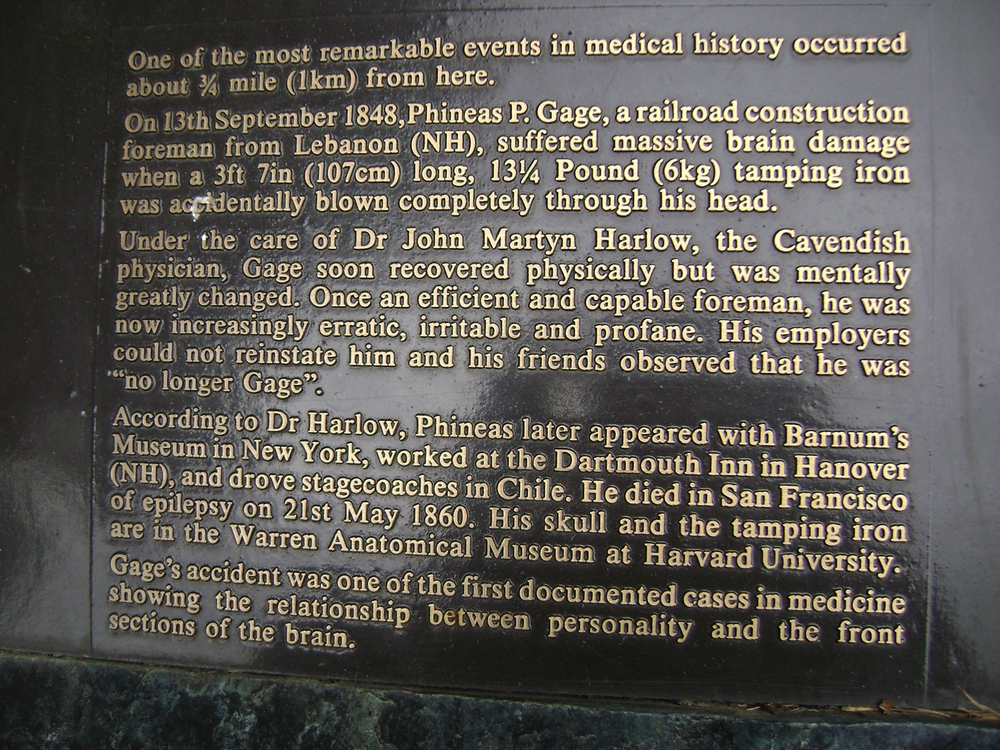 One of the most remarkable events in medical history occurred
about ¾ mile (1km) from here.
On 13th September 1848,Phineas P. Gage, a railroad construction
foreman from Lebanon (NH), suffered massive brain damage
when a 3ft 7in (107cm) long, 13¼ Pound (6kg) tamping iron
was accidentally blown completely through his head.
Under the care of Dr John Martyn Harlow, the Cavendish
physician, Gage soon recovered physically but was mentally
greatly changed. Once an efficient and capable foreman, he was
now increasingly erratic, irritable and profane. His employers
could not reinstate him and his friends observed that he was
“no longer Gage”.
According to Dr Harlow, Phineas later appeared with Barnum's
Museum in New York, worked at the Dartmouth Inn in Hanover
(NH), and drove stagecoaches in Chile. He died in San Francisco
of epilepsy on 21st May 1860. His skull and the tamping iron
are in the Warren Anatomical Museum at Harvard University.
Gage's accident was one of the first documented cases in medicine
showing the relationship between personality and the front
sections of the brain.